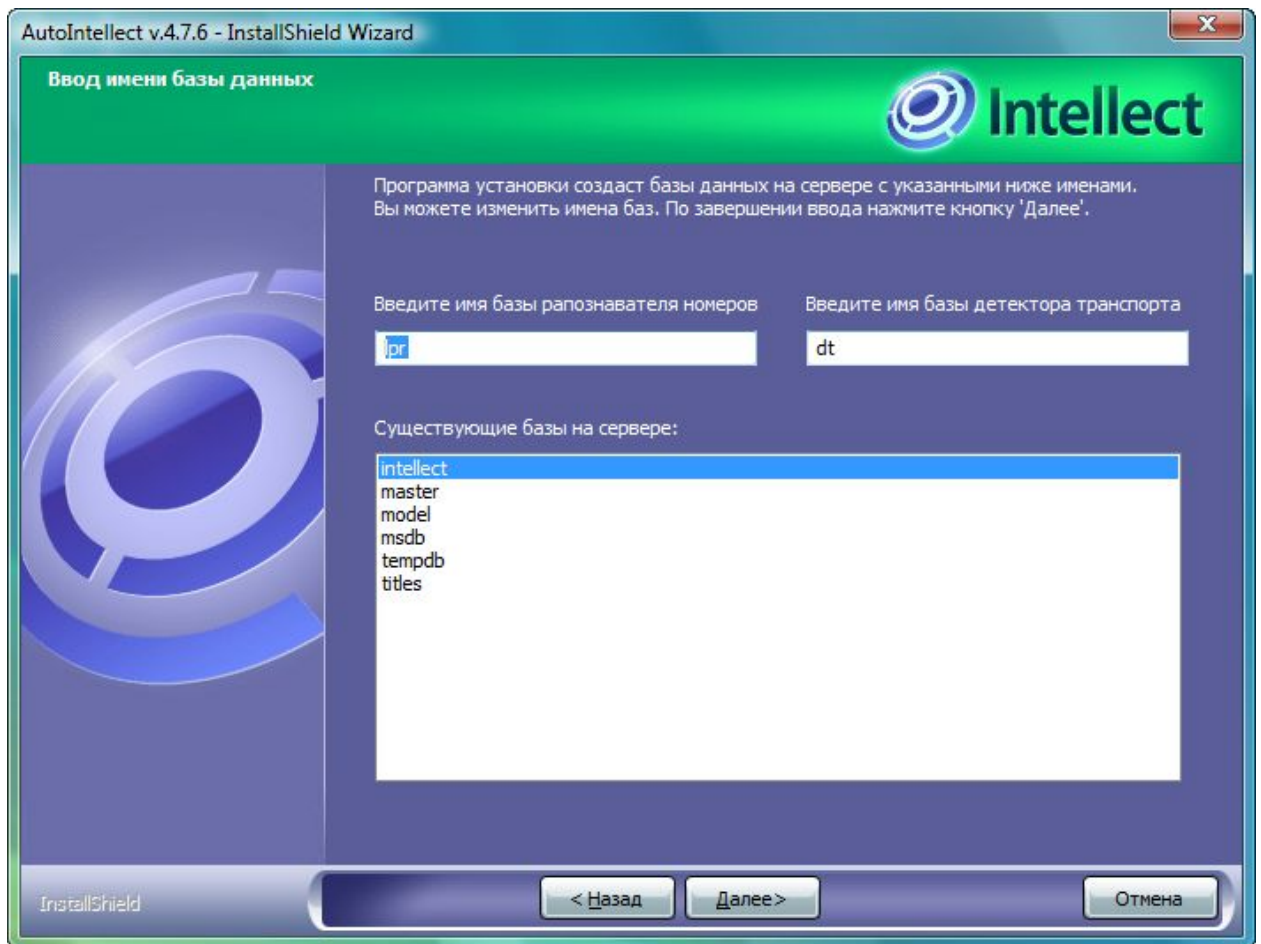 AutoIntellect v.4.7.6 - InstallShield Wizard
X
Ввод имени базы данных
Intellect
Программа установки создаст базы данных на сервере с указанными ниже именами.
Вы можете изменить имена баз. По завершении ввода нажмите кнопку 'Далее'.
Введите имя базы рапознавателя номеров
Введите имя базы детектора транспорта
lpr
dt
Существующие базы на сервере:
intellect
master
model
msdb
tempdb
titles
InstallShield
< Назад
Далее>
Отмена